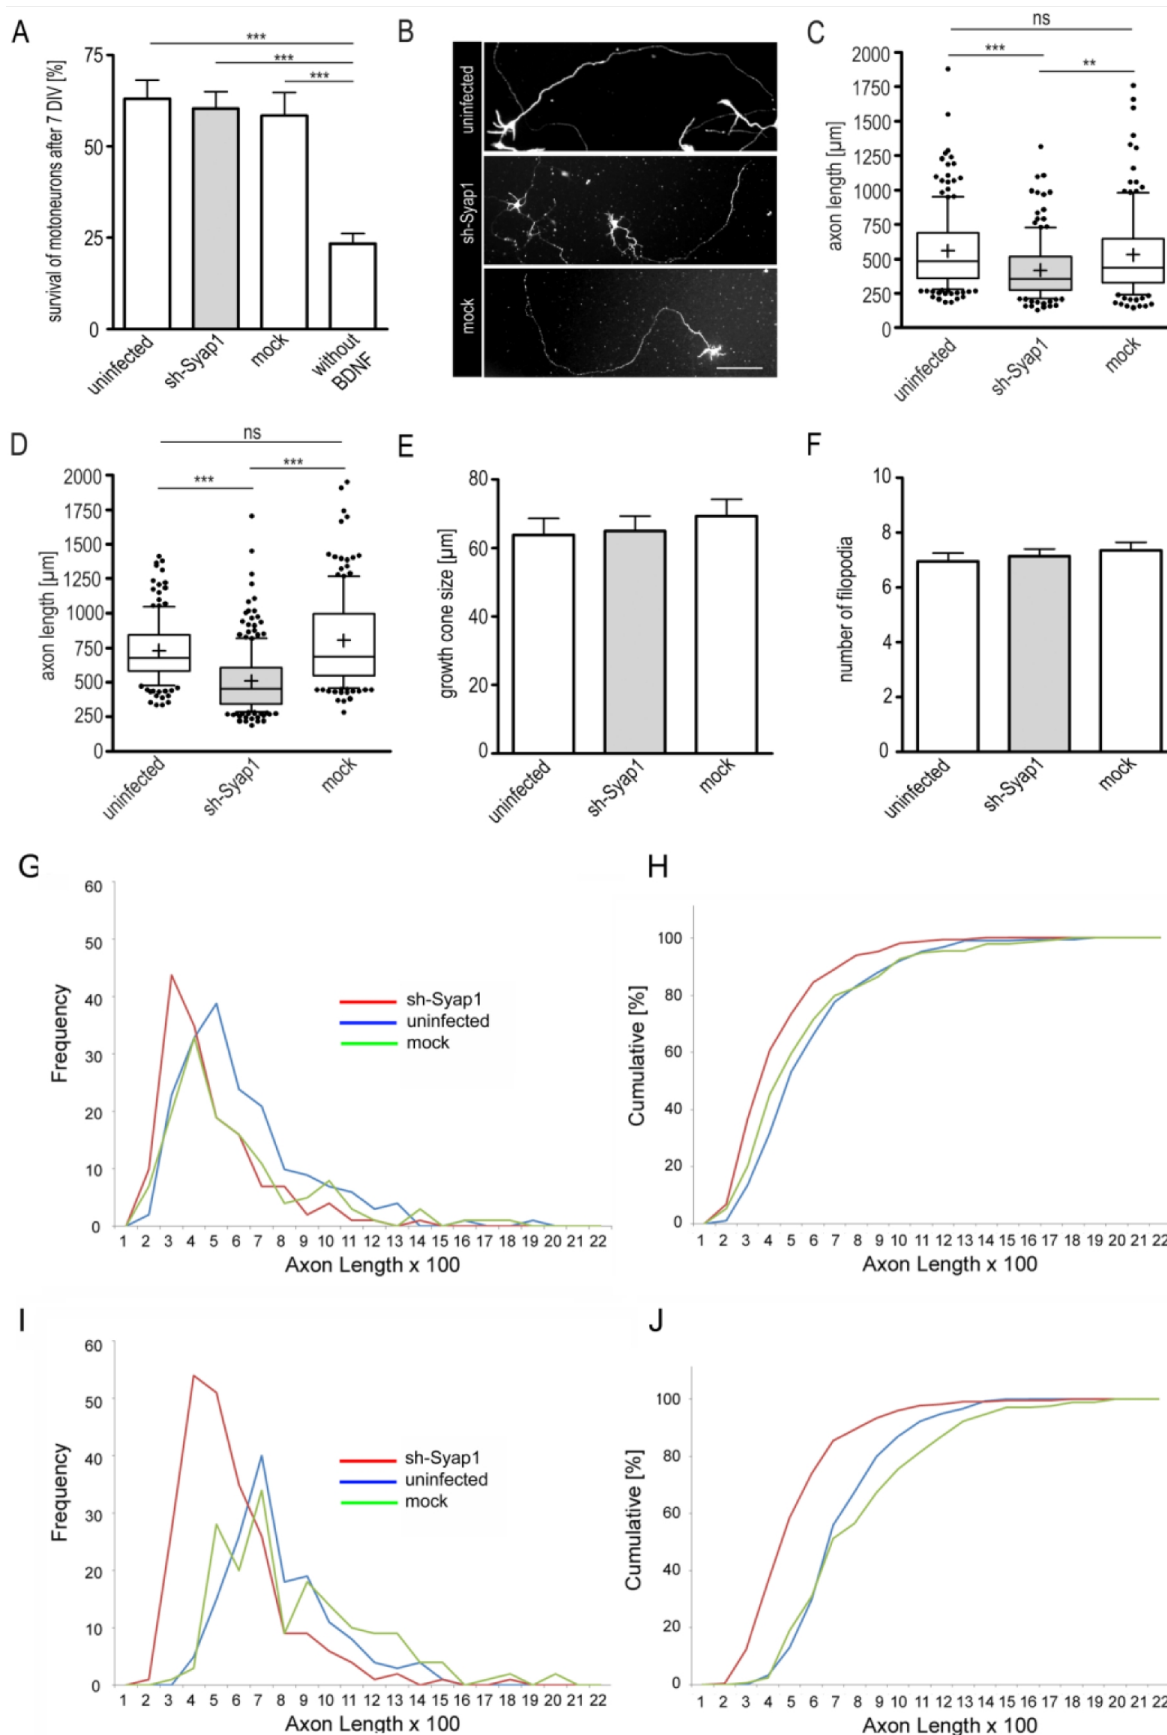 A
survival of motoneurons after 7 DIV [%]
75
50
25
0
***
***
***
uninfected
sh-Syap1
mock
without
BDNF
B
uninfected
sh-Syap1
mock
C
axon length [µm]
2000
1750
1500
1250
1000
750
500
250
0
ns
***
**
uninfected
sh-Syap1
mock
D
axon length [µm]
2000
1750
1500
1250
1000
750
500
250
0
ns
***
***
uninfected
sh-Syap1
mock
E
growth cone size [µm]
80
60
40
20
0
uninfected
sh-Syap1
mock
F
number of filopodia
10
8
6
4
2
0
uninfected
sh-Syap1
mock
G
Frequency
60
50
40
30
20
10
0
sh-Syap1
uninfected
mock
1 2 3 4 5 6 7 8 9 10 11 12 13 14 15 16 17 18 19 20 21 22
Axon Length x 100
H
Cumulative [%]
100
80
60
40
20
0
1 2 3 4 5 6 7 8 9 10 11 12 13 14 15 16 17 18 19 20 21 22
Axon Length x 100
I
Frequency
60
50
40
30
20
10
0
sh-Syap1
uninfected
mock
1 2 3 4 5 6 7 8 9 10 11 12 13 14 15 16 17 18 19 20 21 22
Axon Length x 100
J
Cumulative [%]
100
80
60
40
20
0
1 2 3 4 5 6 7 8 9 10 11 12 13 14 15 16 17 18 19 20 21 22
Axon Length x 100